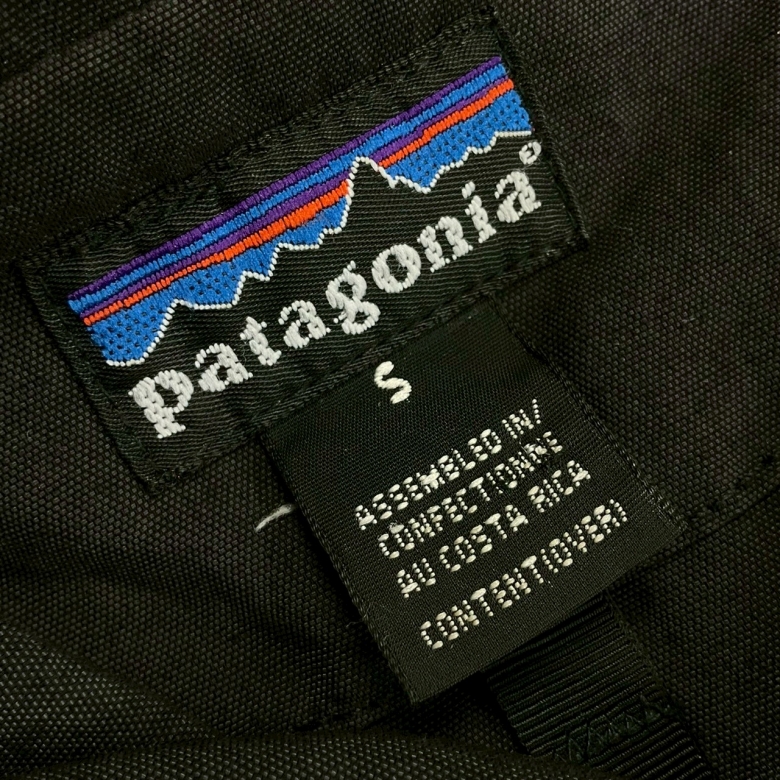 patagonia®
S
ASSEMBLED IN/
CONFECTIONNE
AU COSTA RICA
CONTENT(OVER)